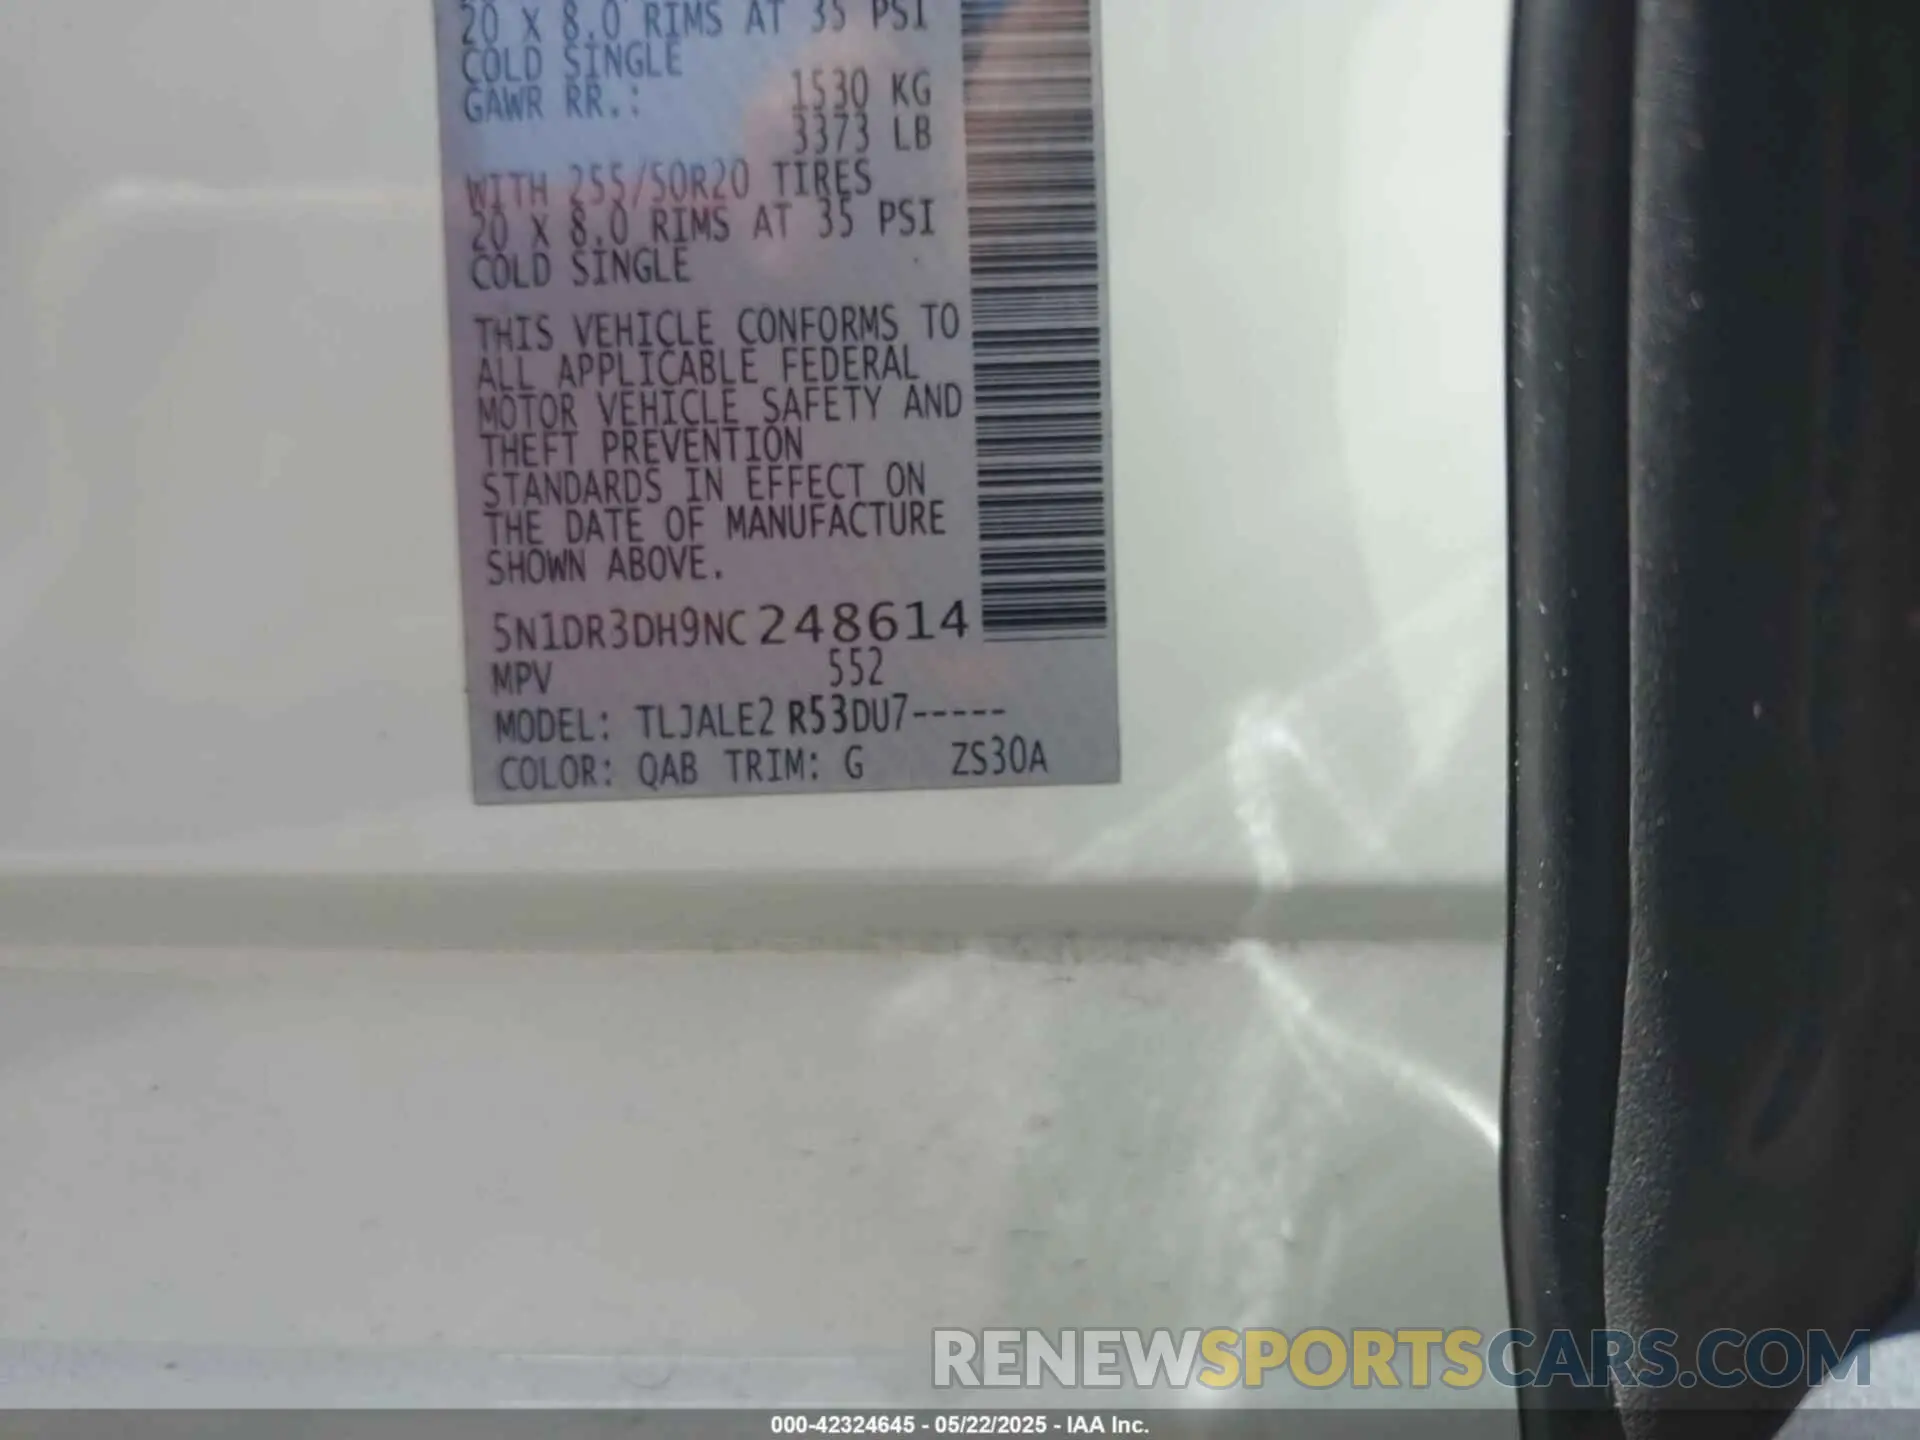 20 X 8.0 RIMS AT 35 PSI
COLD SINGLE
GAWR RR.: 1530 KG
3373 LB
WITH 255/50R20 TIRES
20 X 8.0 RIMS AT 35 PSI
COLD SINGLE
THIS VEHICLE CONFORMS TO
ALL APPLICABLE FEDERAL
MOTOR VEHICLE SAFETY AND
THEFT PREVENTION
STANDARDS IN EFFECT ON
THE DATE OF MANUFACTURE
SHOWN ABOVE.
5N1DR3DH9NC248614
MPV 552
MODEL: TLJALE2 R53DU7-----
COLOR: QAB TRIM: G ZS30A
RENEWSPORTSCARS.COM
000-42324645 - 05/22/2025 - IAA Inc.